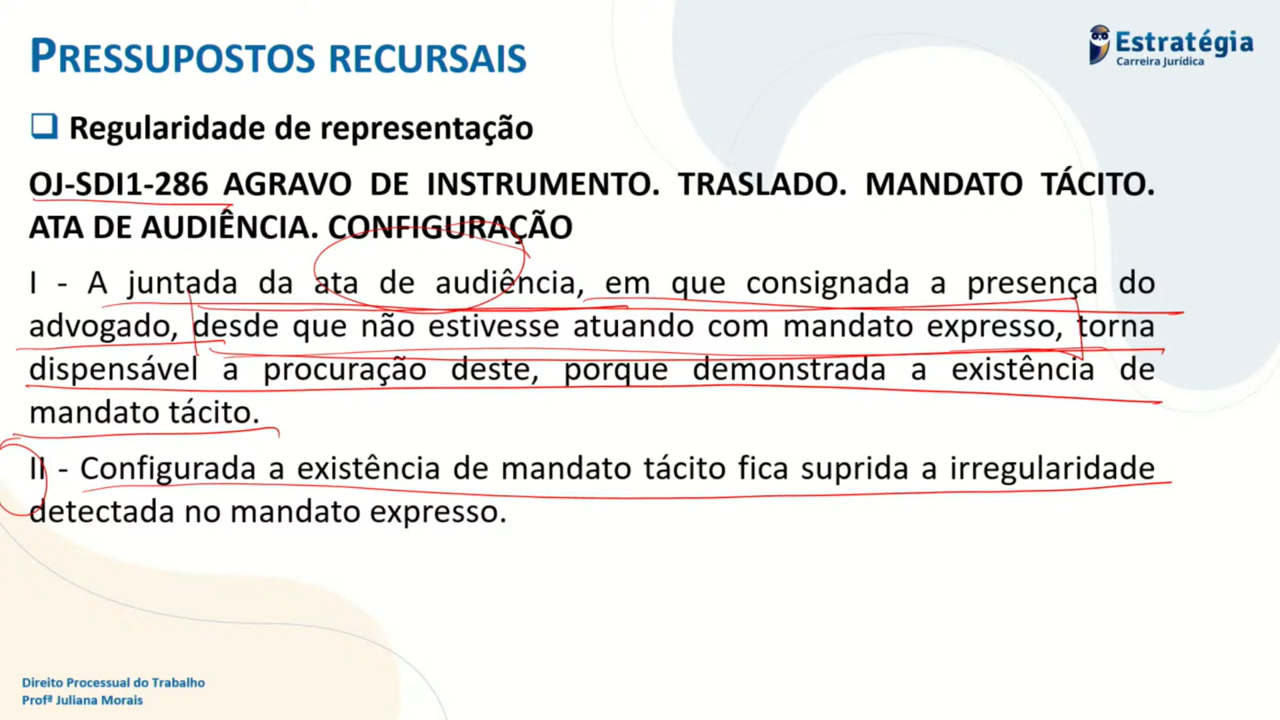 PRESSUPOSTOS RECURSAIS
Estratégia
Carreira Jurídica
Regularidade de representação
OJ-SDI1-286 AGRAVO DE INSTRUMENTO. TRASLADO. MANDATO TÁCITO.
ATA DE AUDIÊNCIA. CONFIGURAÇÃO
I - A juntada da ata de audiência, em que consignada a presença do
advogado, desde que não estivesse atuando com mandato expresso, torna
dispensável a procuração deste, porque demonstrada a existência de
mandato tácito.
II - Configurada a existência de mandato tácito fica suprida a irregularidade
detectada no mandato expresso.
Direito Processual do Trabalho
Profª Juliana Morais